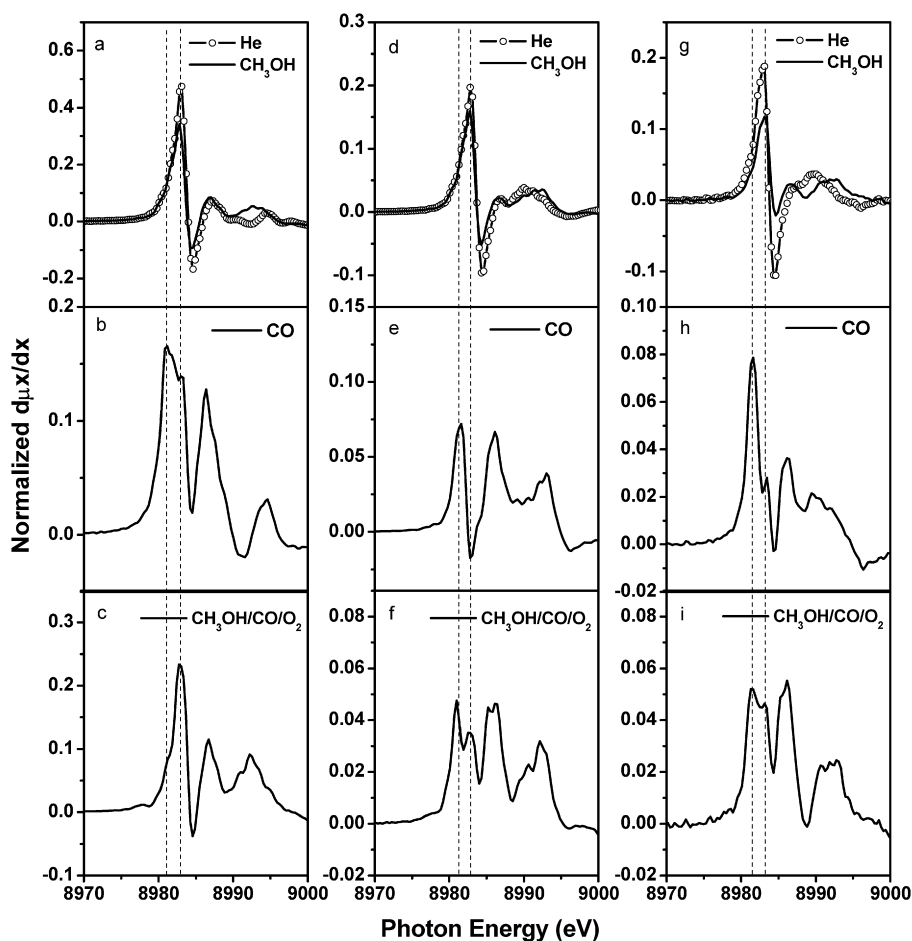 Normalized dμx/dx
a
He
CH3OH
0.6
0.4
0.2
0.0
-0.2
d
He
CH3OH
0.3
0.2
0.1
0.0
-0.1
g
He
CH3OH
0.2
0.1
0.0
-0.1
b
CO
0.2
0.1
0.0
e
CO
0.15
0.10
0.05
0.00
h
CO
0.10
0.08
0.06
0.04
0.02
0.00
-0.02
c
CH3OH/CO/O2
0.3
0.2
0.1
0.0
-0.1
f
CH3OH/CO/O2
0.08
0.06
0.04
0.02
0.00
-0.02
i
CH3OH/CO/O2
0.08
0.06
0.04
0.02
0.00
-0.02
8970 8980 8990 9000
8970 8980 8990 9000
8970 8980 8990 9000
Photon Energy (eV)